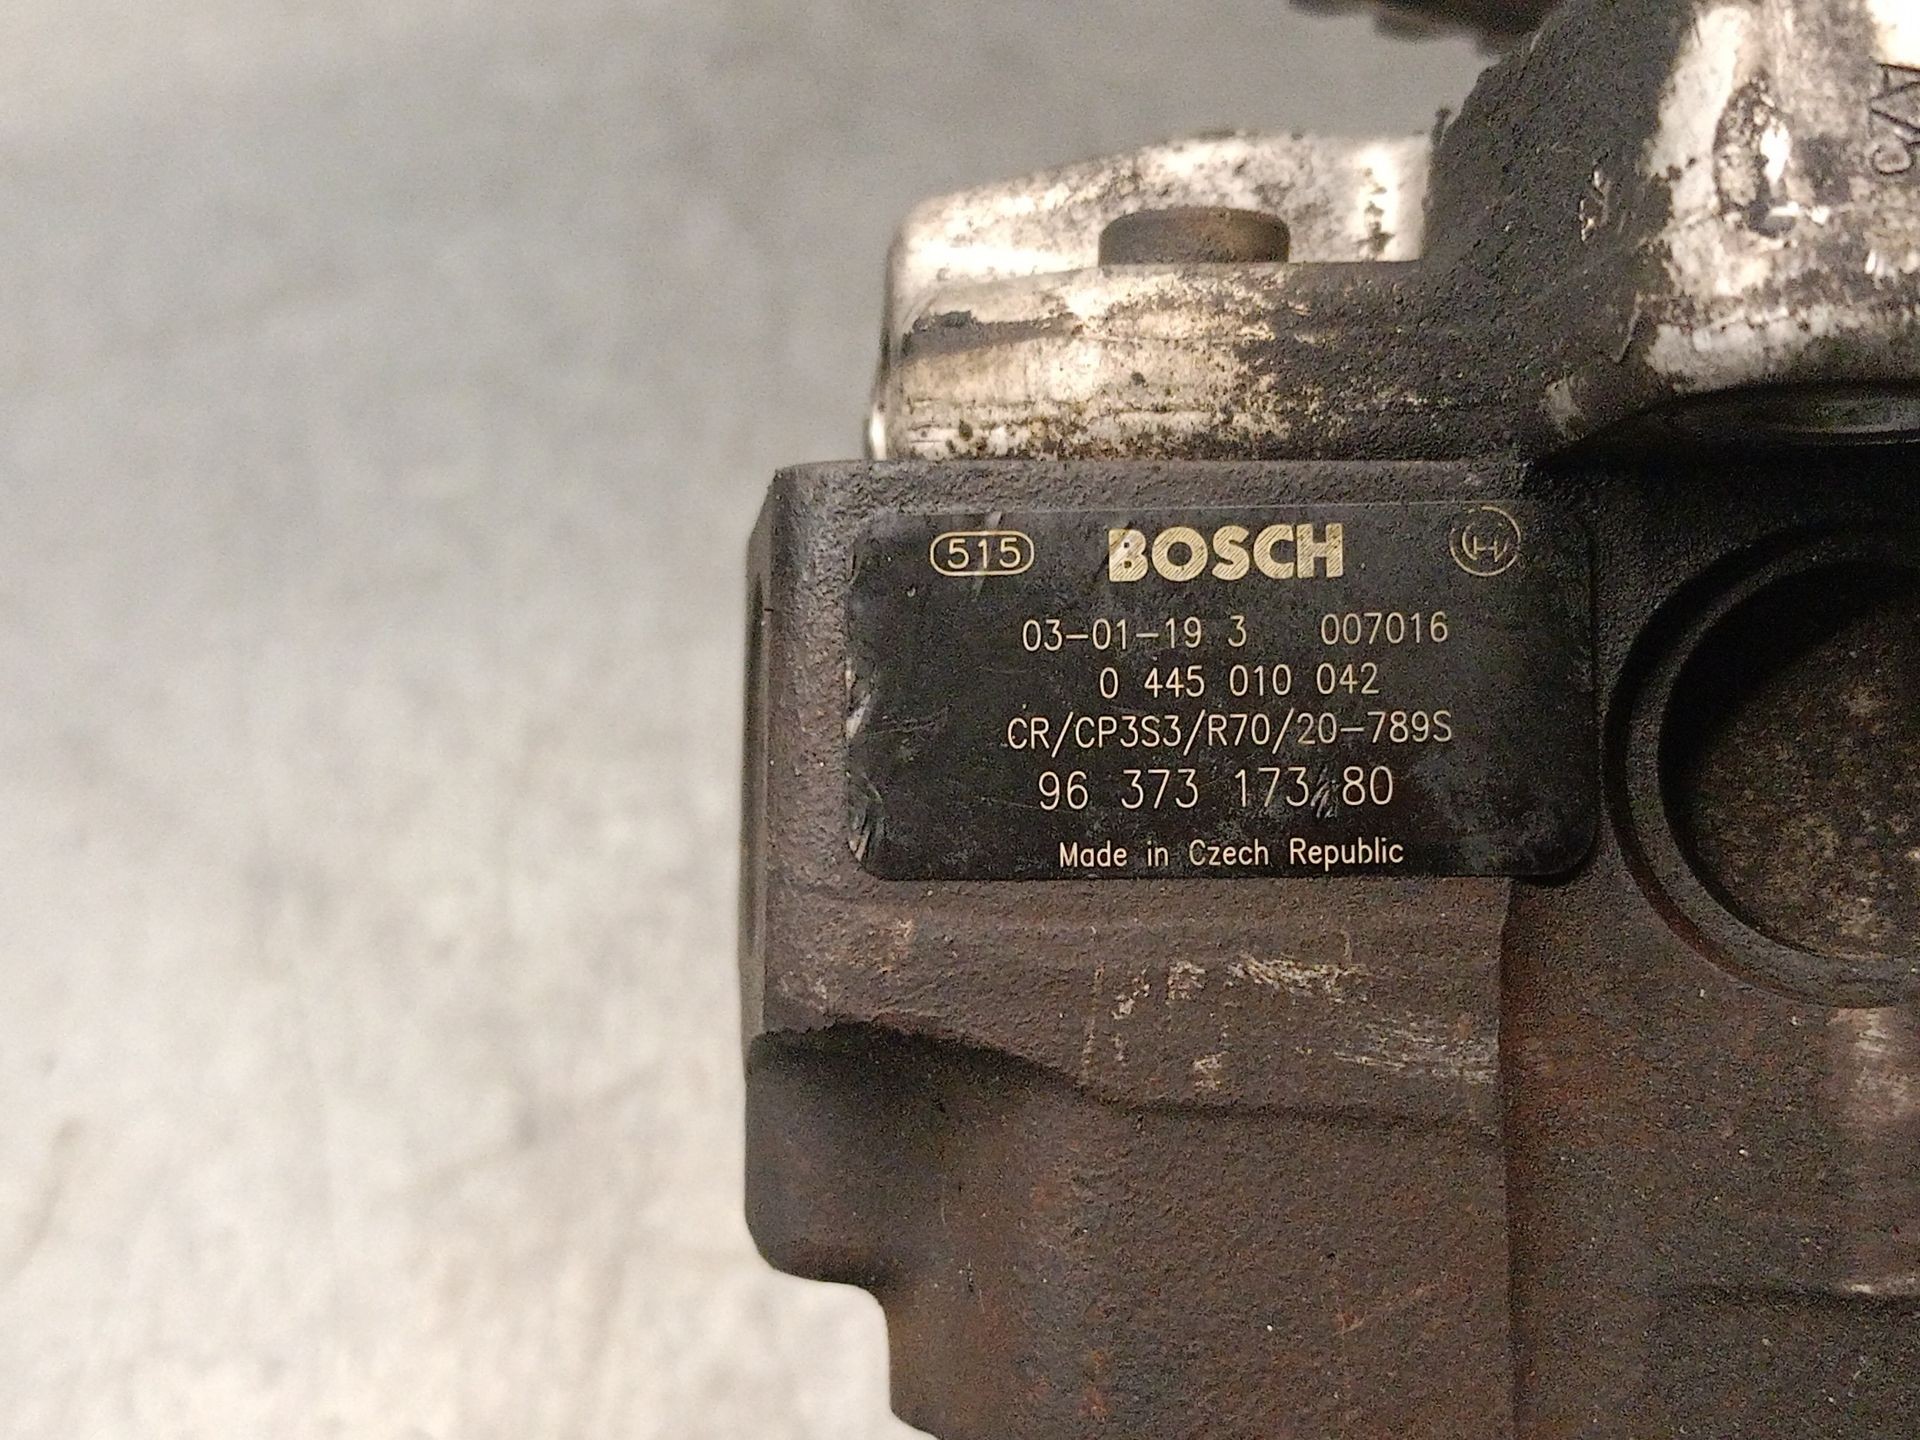 515 BOSCH
03-01-19 3 007016
0 445 010 042
CR/CP3S3/R70/20-789S
96 373 173 80
Made in Czech Republic